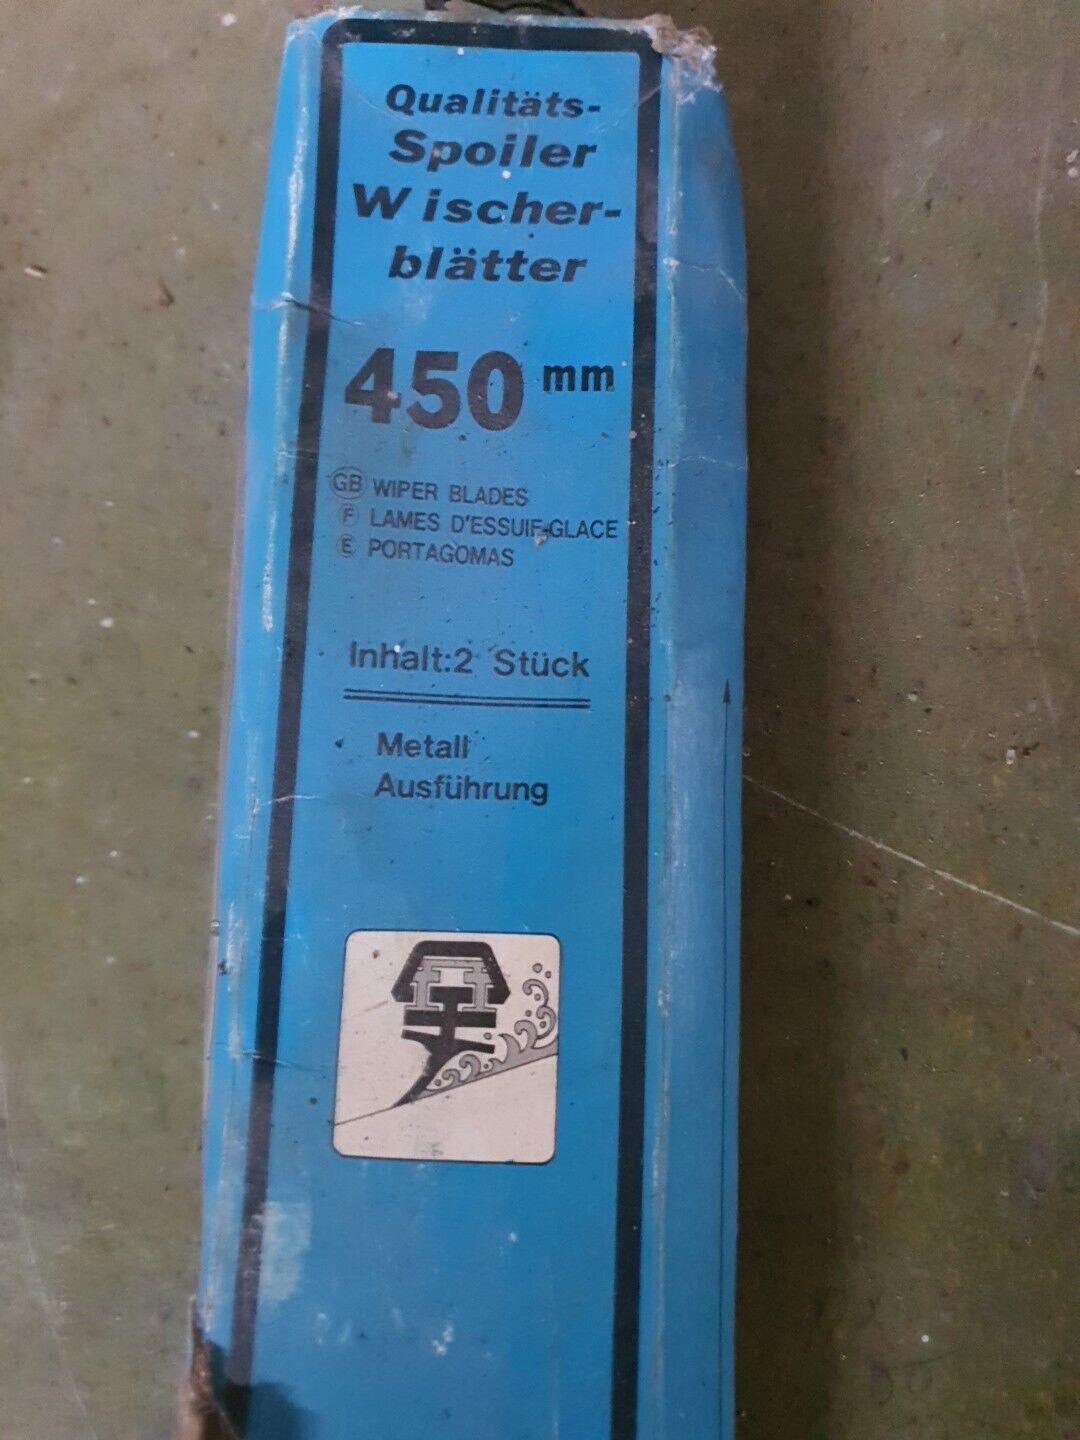 Qualitäts-
Spoiler
Wischer-
blätter
450 mm
GB WIPER BLADES
F LAMES D'ESSUIE-GLACE
E PORTAGOMAS
Inhalt:2 Stück
Metall
Ausführung